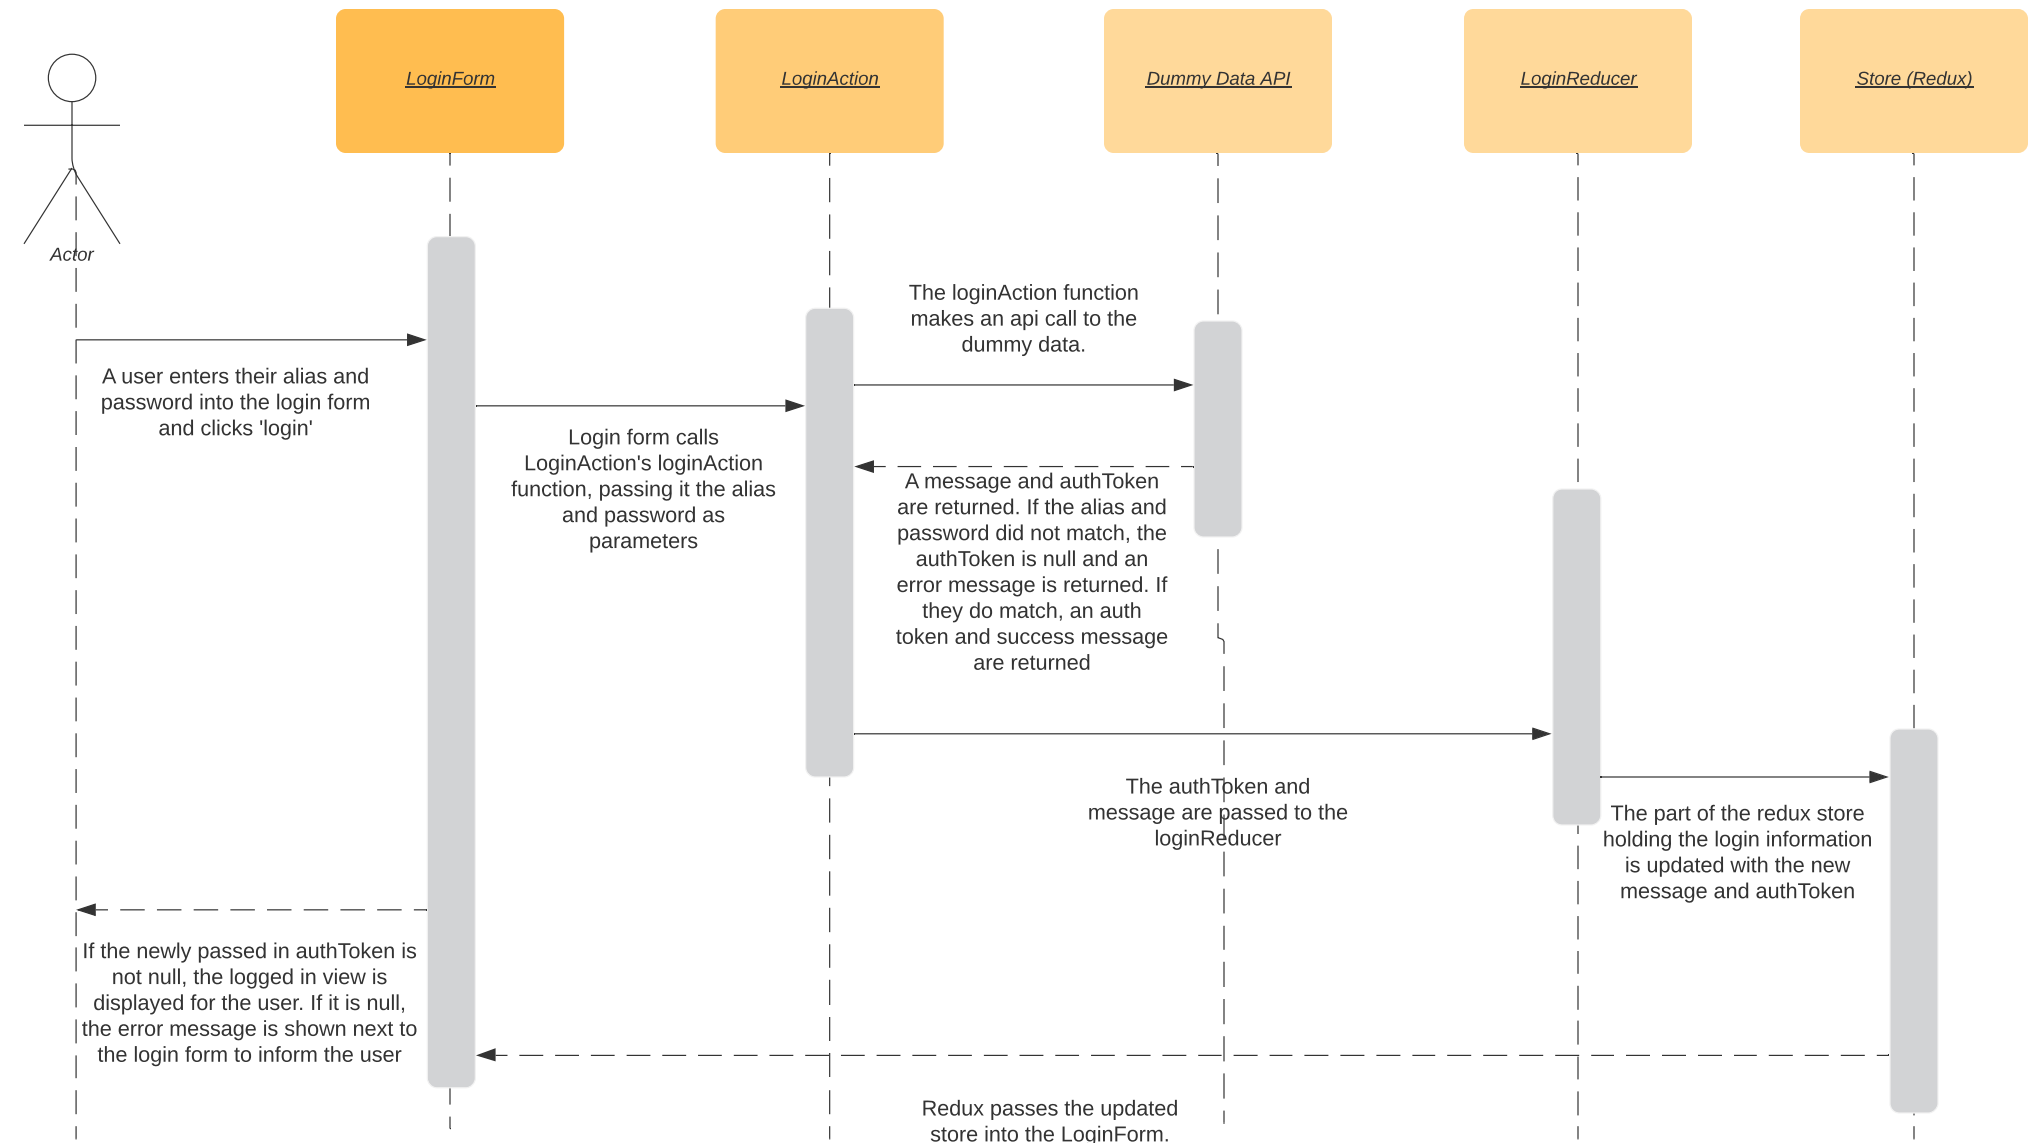 LoginForm
LoginAction
Dummy Data API
LoginReducer
Store (Redux)
Actor
The loginAction function
makes an api call to the
dummy data.
A user enters their alias and
password into the login form
and clicks 'login'
Login form calls
LoginAction's loginAction
function, passing it the alias
and password as
parameters
A message and authToken
are returned. If the alias and
password did not match, the
authToken is null and an
error message is returned. If
they do match, an auth
token and success message
are returned
The authToken and
message are passed to the
loginReducer
The part of the redux store
holding the login information
is updated with the new
message and authToken
If the newly passed in authToken is
not null, the logged in view is
displayed for the user. If it is null,
the error message is shown next to
the login form to inform the user
Redux passes the updated
store into the LoginForm.